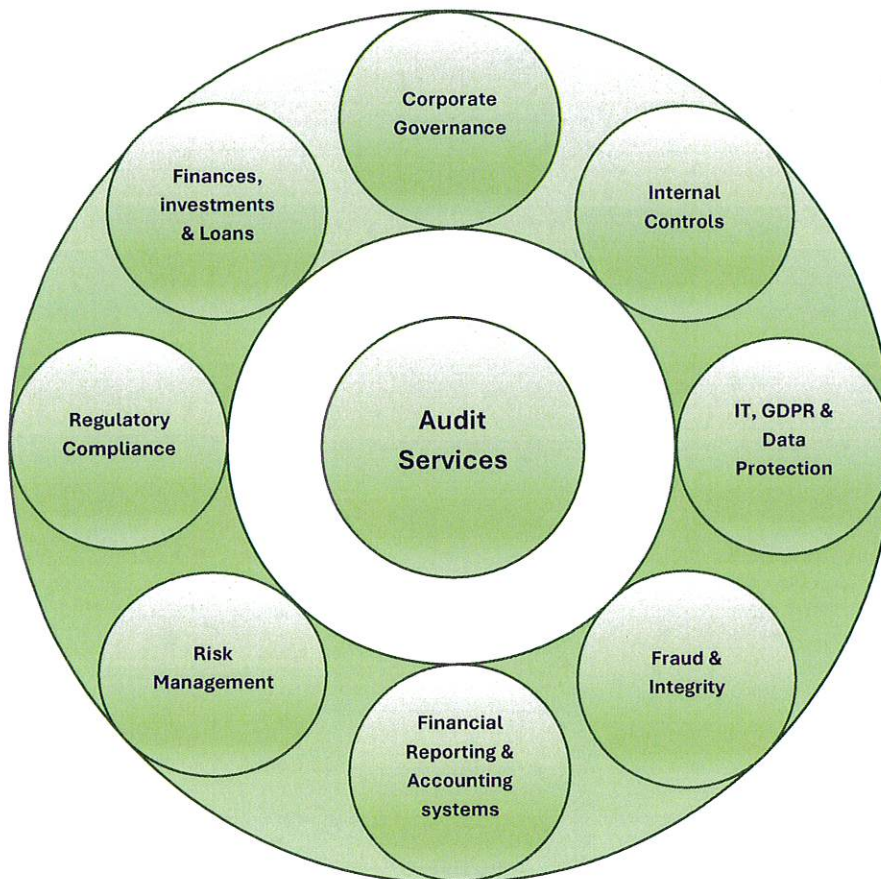 Corporate
Governance
Internal
Controls
IT, GDPR &
Data
Protection
Fraud &
Integrity
Financial
Reporting &
Accounting
systems
Risk
Management
Regulatory
Compliance
Finances,
investments
& Loans
Audit
Services